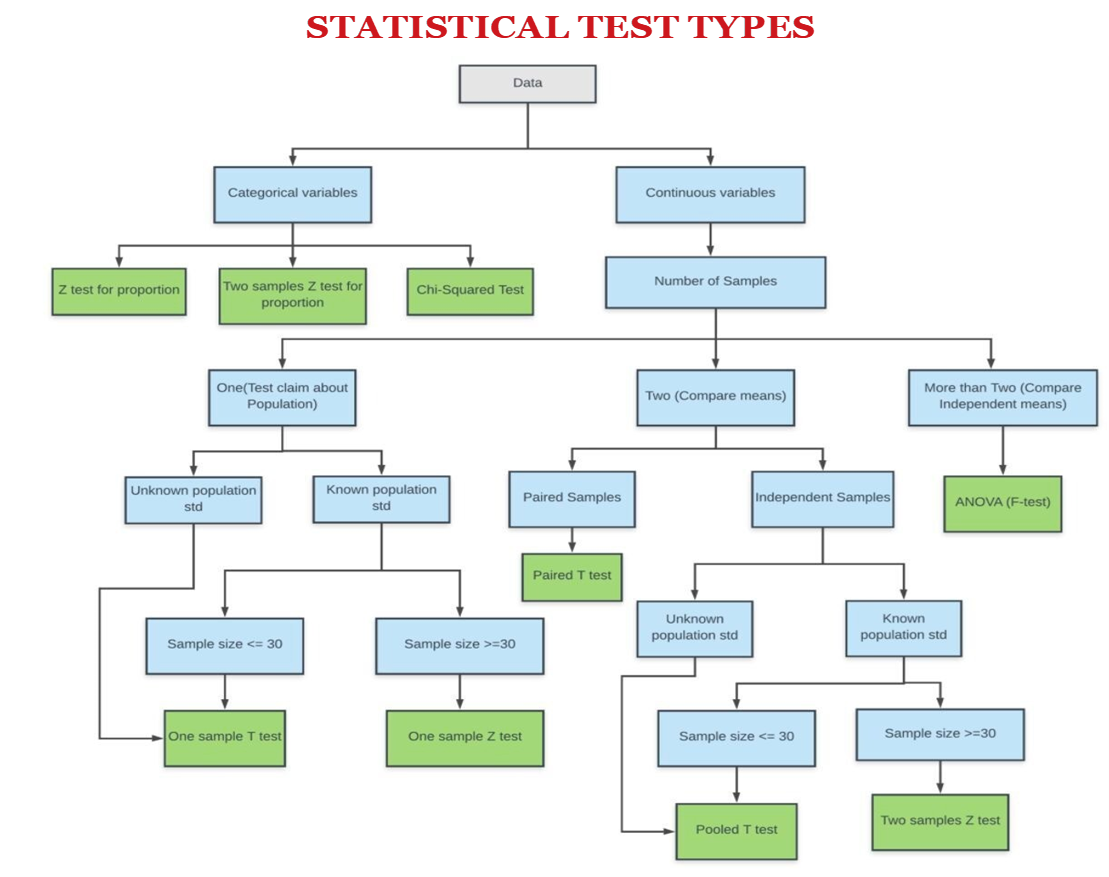 STATISTICAL TEST TYPES
Data
Categorical variables
Continuous variables
Z test for proportion
Two samples Z test for
proportion
Chi-Squared Test
Number of Samples
One(Test claim about
Population)
Two (Compare means)
More than Two (Compare
Independent means)
Unknown population
std
Known population
std
Paired Samples
Independent Samples
ANOVA (F-test)
Paired T test
Unknown
population std
Known
population std
Sample size <= 30
Sample size >=30
One sample T test
One sample Z test
Sample size <= 30
Sample size >=30
Pooled T test
Two samples Z test